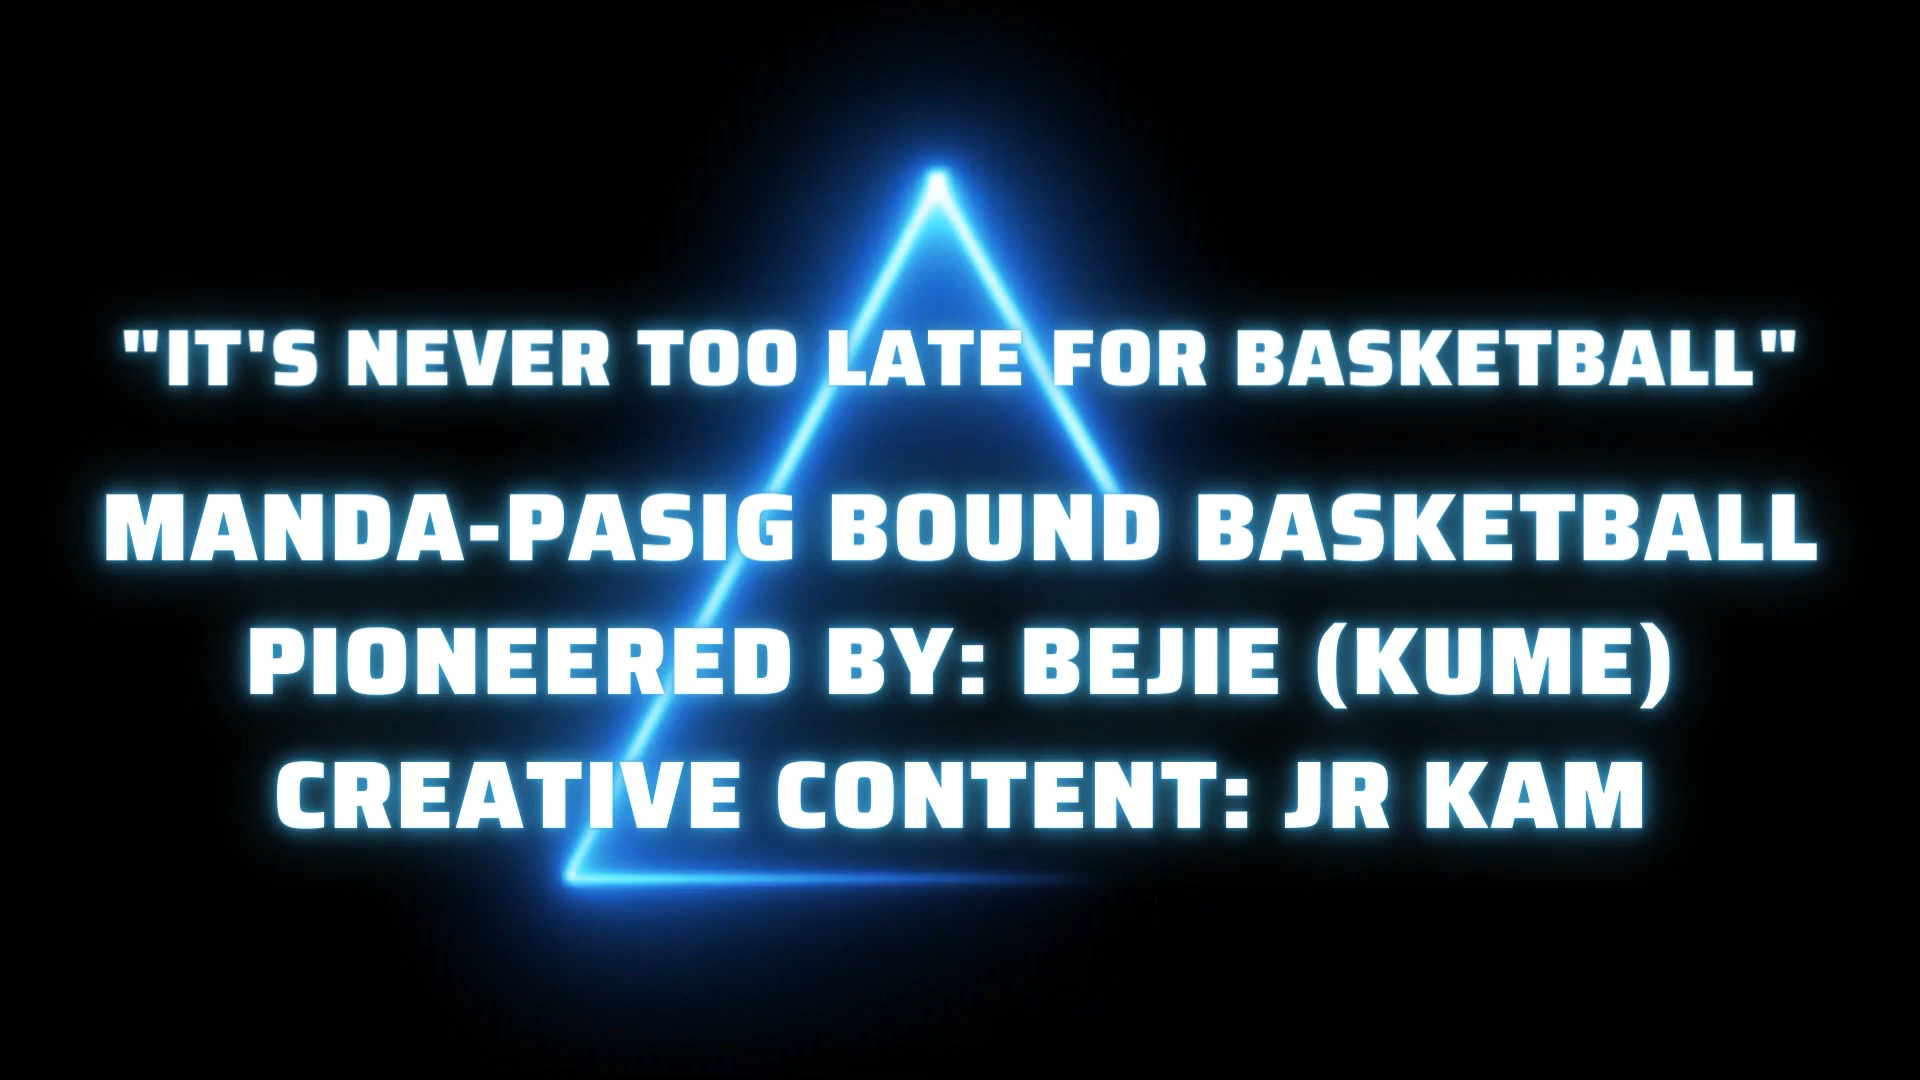 "IT'S NEVER TOO LATE FOR BASKETBALL"
MANDA-PASIG BOUND BASKETBALL
PIONEERED BY: BEJIE (KUME)
CREATIVE CONTENT: JR KAM